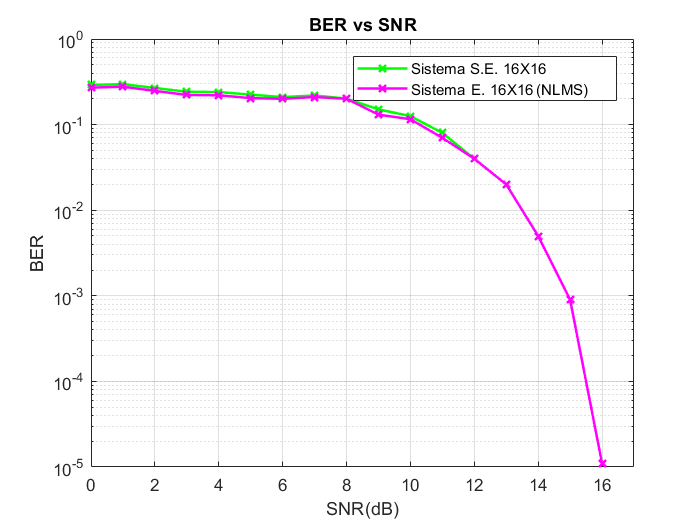 BER vs SNR
Sistema S.E. 16X16
Sistema E. 16X16 (NLMS)
10^0
10^-1
10^-2
10^-3
10^-4
10^-5
BER
0 2 4 6 8 10 12 14 16
SNR(dB)